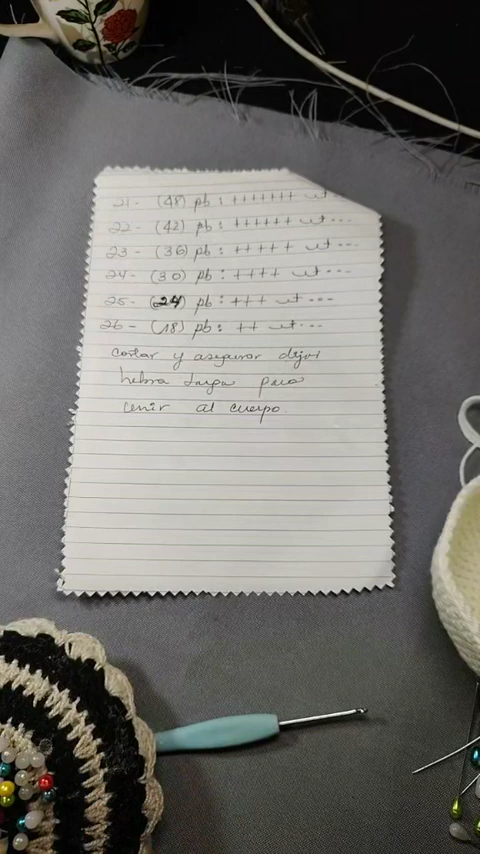 21- (48) pb : +++++++ ut
22- (42) pb : ++++++ ut ...
23- (36) pb : +++++ ut ...
24- (30) pb : ++++ ut ...
25- (24) pb : +++ ut ...
26- (18) pb : ++ ut ...
cortar y asegurar dejar
hebra larga para
unir al cuerpo.